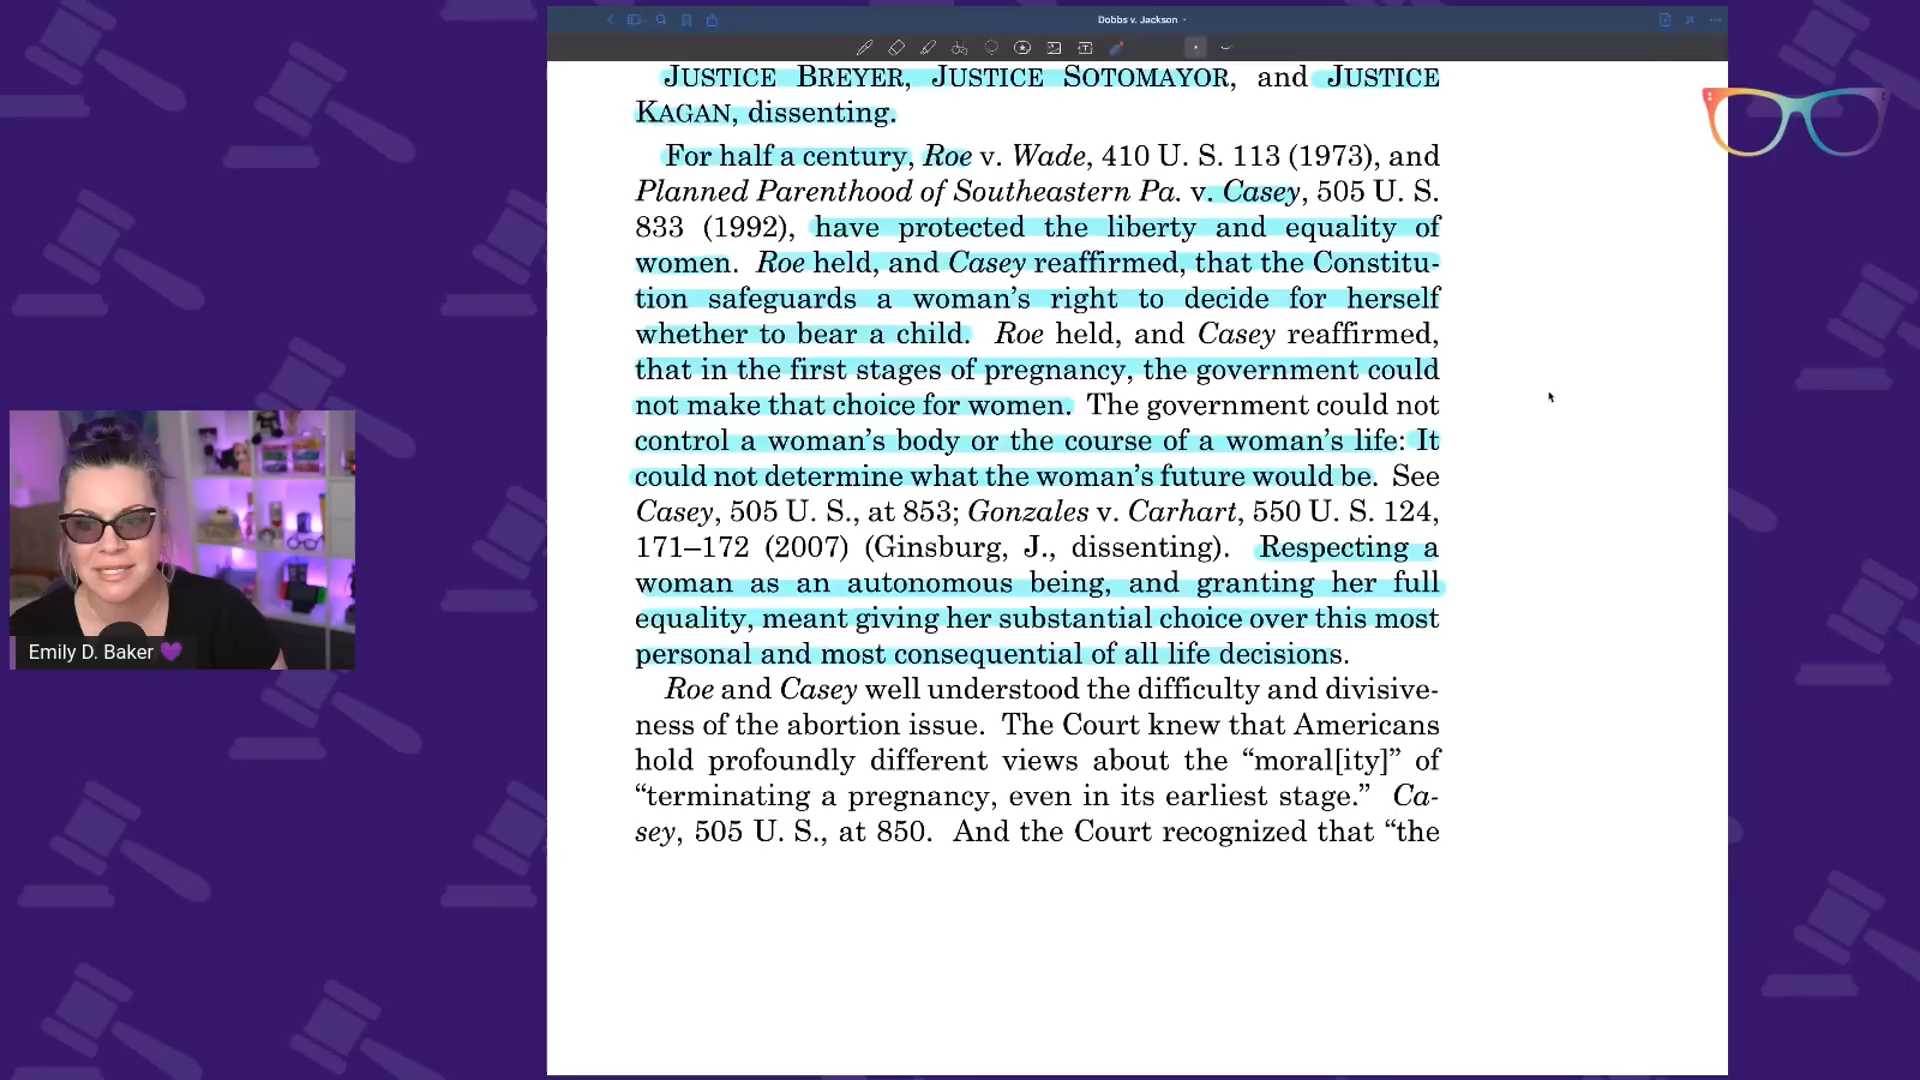 Dobbs v. Jackson
JUSTICE BREYER, JUSTICE SOTOMAYOR, and JUSTICE
KAGAN, dissenting.
For half a century, Roe v. Wade, 410 U. S. 113 (1973), and
Planned Parenthood of Southeastern Pa. v. Casey, 505 U. S.
833 (1992), have protected the liberty and equality of
women. Roe held, and Casey reaffirmed, that the Constitu-
tion safeguards a woman’s right to decide for herself
whether to bear a child. Roe held, and Casey reaffirmed,
that in the first stages of pregnancy, the government could
not make that choice for women. The government could not
control a woman’s body or the course of a woman’s life: It
could not determine what the woman’s future would be. See
Casey, 505 U. S., at 853; Gonzales v. Carhart, 550 U. S. 124,
171–172 (2007) (Ginsburg, J., dissenting). Respecting a
woman as an autonomous being, and granting her full
equality, meant giving her substantial choice over this most
personal and most consequential of all life decisions.
Roe and Casey well understood the difficulty and divisive-
ness of the abortion issue. The Court knew that Americans
hold profoundly different views about the “moral[ity]” of
“terminating a pregnancy, even in its earliest stage.” Ca-
sey, 505 U. S., at 850. And the Court recognized that “the
Emily D. Baker 💜